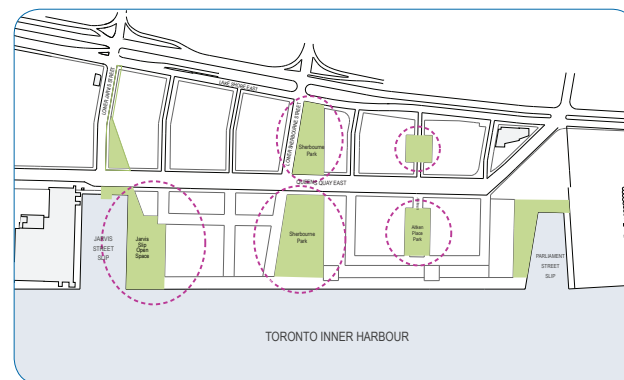 LAKE SHORE EAST
LOWER JARVIS STREET
LOWER SHERBOURNE STREET
Sherbourne
Park
QUEENS QUAY EAST
JARVIS
STREET
SLIP
Jarvis
Slip
Open
Space
Sherbourne
Park
Aitken
Place
Park
PARLIAMENT
STREET
SLIP
TORONTO INNER HARBOUR